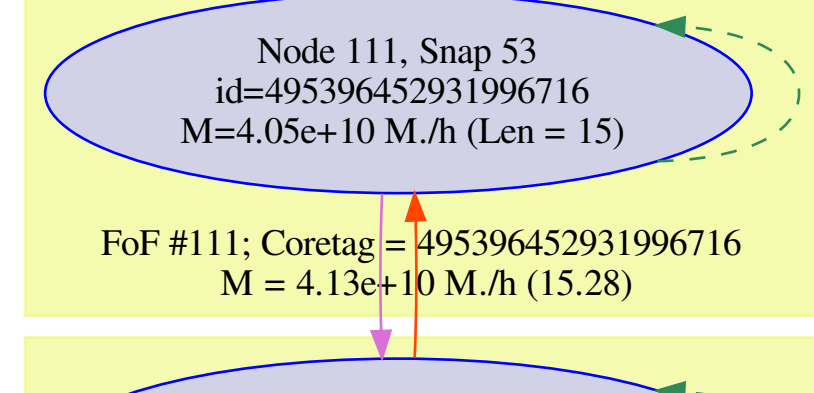 Node 111, Snap 53
id=495396452931996716
M=4.05e+10 M./h (Len = 15)
FoF #111; Coretag = 495396452931996716
M = 4.13e+10 M./h (15.28)